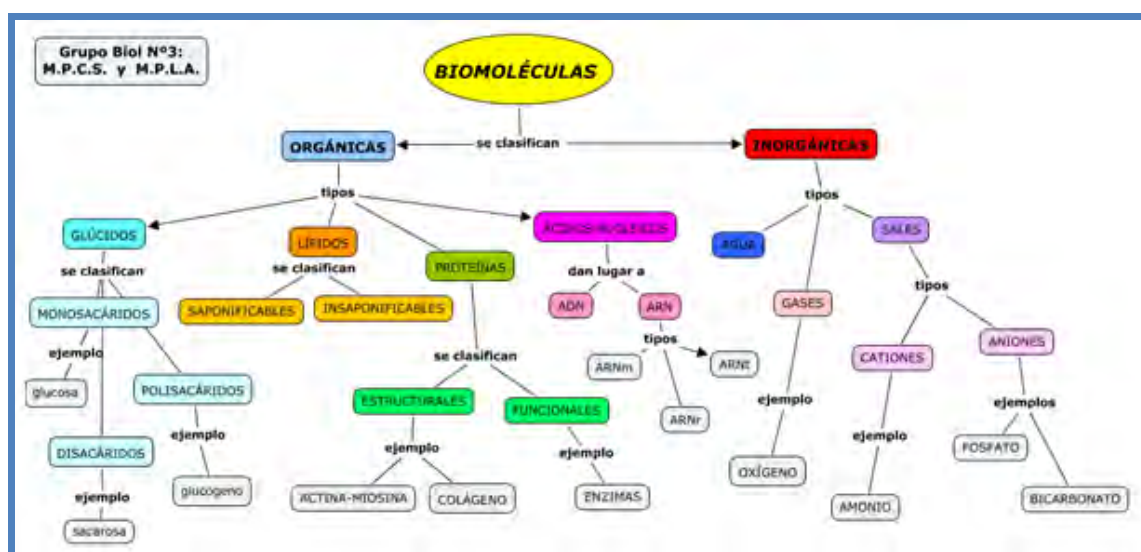 Grupo Biol Nº3:
M.P.C.S. y M.P.L.A.
BIOMOLÉCULAS
se clasifican
ORGÁNICAS
INORGÁNICAS
tipos
tipos
GLÚCIDOS
LÍPIDOS
PROTEÍNAS
ÁCIDOS NUCLEICOS
AGUA
SALES
se clasifican
se clasifican
dan lugar a
tipos
MONOSACÁRIDOS
SAPONIFICABLES
INSAPONIFICABLES
ADN
ARN
GASES
tipos
ejemplo
se clasifican
ARNm
ARNt
CATIONES
ANIONES
glucosa
POLISACÁRIDOS
ESTRUCTURALES
FUNCIONALES
ARNr
ejemplo
ejemplos
ejemplo
ejemplo
ejemplo
ejemplo
DISACÁRIDOS
FOSFATO
OXÍGENO
glucogeno
ACTINA-MIOSINA
COLÁGENO
ENZIMAS
AMONIO
BICARBONATO
ejemplo
sacarosa